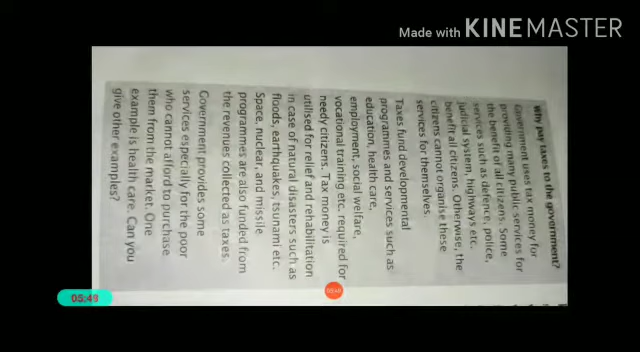 Made with KINEMASTER
Why pay taxes to the government?
Government uses tax money for
providing many public services for
the benefit of all citizens. Some
services such as defence, police,
judicial system, highways etc.
benefit all citizens. Otherwise, the
citizens cannot organise these
services for themselves.
Taxes fund developmental
programmes and services such as
education, health care,
employment, social welfare,
vocational training etc. required for
needy citizens. Tax money is
utilised for relief and rehabilitation
in case of natural disasters such as
floods, earthquakes, tsunami etc.
Space, nuclear, and missile
programmes are also funded from
the revenues collected as taxes.
Government provides some
services especially for the poor
who cannot afford to purchase
them from the market. One
example is health care. Can you
give other examples?
05:49